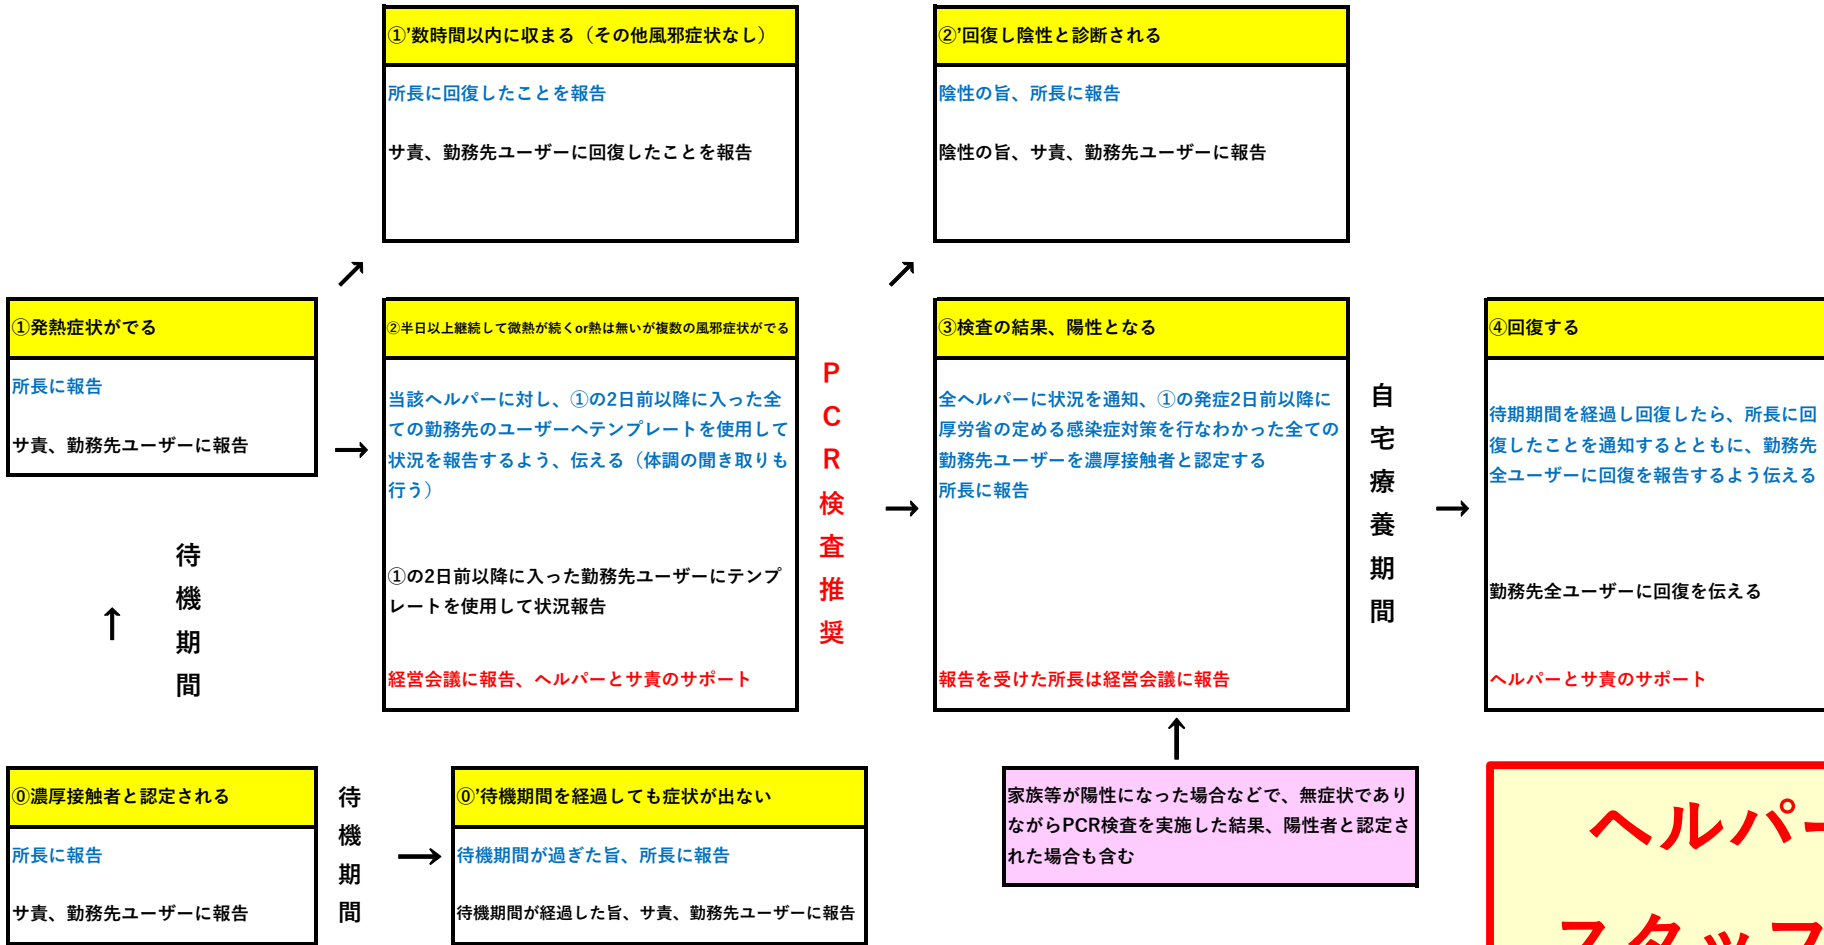 ①’数時間以内に収まる（その他風邪症状なし）
所長に回復したことを報告
サ責、勤務先ユーザーに回復したことを報告
②’回復し陰性と診断される
陰性の旨、所長に報告
陰性の旨、サ責、勤務先ユーザーに報告
↗
↗
①発熱症状がでる
所長に報告
サ責、勤務先ユーザーに報告
→
②半日以上継続して微熱が続くor熱は無いが複数の風邪症状がでる
当該ヘルパーに対し、①の2日前以降に入った全
ての勤務先のユーザーへテンプレートを使用して
状況を報告するよう、伝える（体調の聞き取りも
行う）
①の2日前以降に入った勤務先ユーザーにテンプ
レートを使用して状況報告
経営会議に報告、ヘルパーとサ責のサポート
PCR検査推奨
→
③検査の結果、陽性となる
全ヘルパーに状況を通知、①の発症2日前以降に
厚労省の定める感染症対策を行なわかった全ての
勤務先ユーザーを濃厚接触者と認定する
所長に報告
報告を受けた所長は経営会議に報告
自宅療養期間
→
④回復する
待期期間を経過し回復したら、所長に回
復したことを通知するとともに、勤務先
全ユーザーに回復を報告するよう伝える
勤務先全ユーザーに回復を伝える
ヘルパーとサ責のサポート
↑
待機期間
⓪濃厚接触者と認定される
所長に報告
サ責、勤務先ユーザーに報告
待機期間
→
⓪’待機期間を経過しても症状が出ない
待機期間が過ぎた旨、所長に報告
待機期間が経過した旨、サ責、勤務先ユーザーに報告
↑
家族等が陽性になった場合などで、無症状であり
ながらPCR検査を実施した結果、陽性者と認定さ
れた場合も含む
ヘルパー
スタッフ